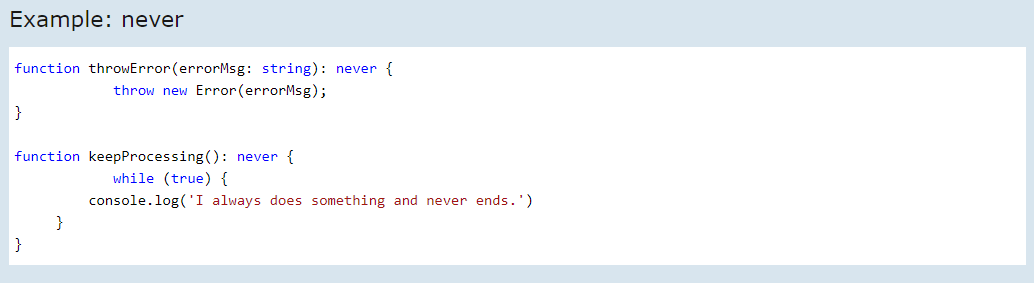 Example: never
function throwError(errorMsg: string): never {
            throw new Error(errorMsg);
}
function keepProcessing(): never {
            while (true) {
         console.log('I always does something and never ends.')
     }
}